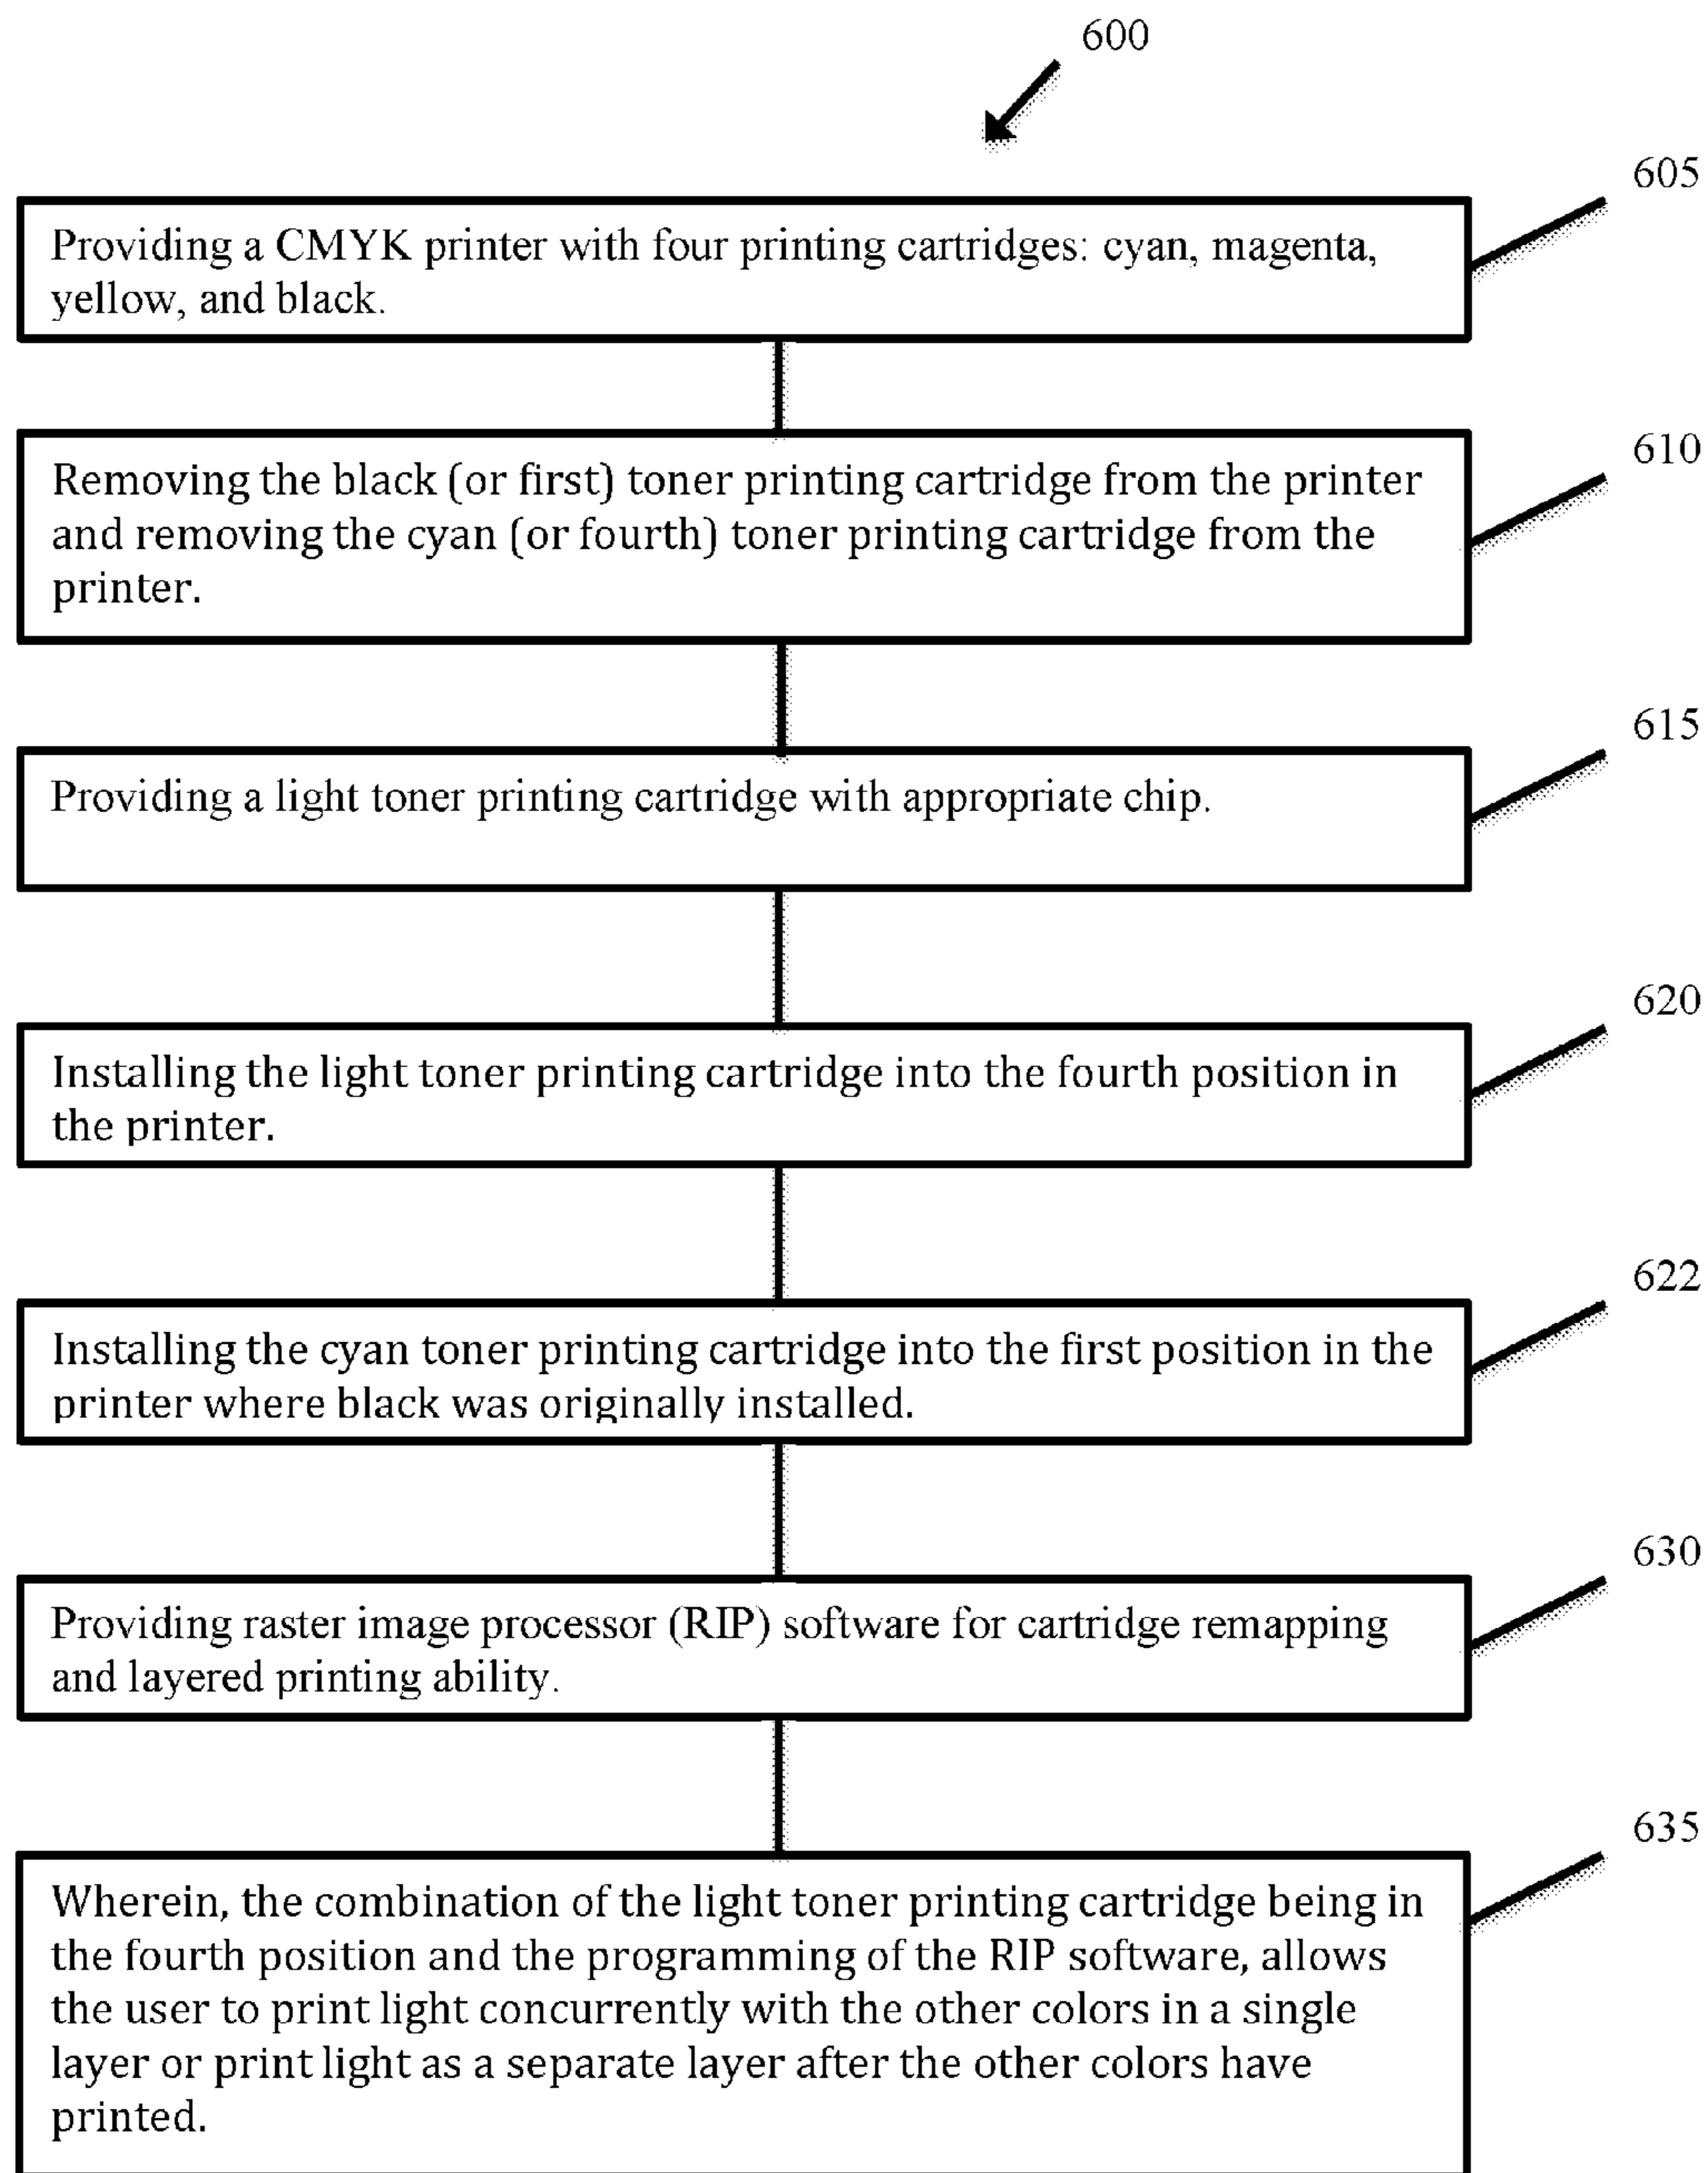 600
605
Providing a CMYK printer with four printing cartridges: cyan, magenta,
yellow, and black.
610
Removing the black (or first) toner printing cartridge from the printer
and removing the cyan (or fourth) toner printing cartridge from the
printer.
615
Providing a light toner printing cartridge with appropriate chip.
620
Installing the light toner printing cartridge into the fourth position in
the printer.
622
Installing the cyan toner printing cartridge into the first position in the
printer where black was originally installed.
630
Providing raster image processor (RIP) software for cartridge remapping
and layered printing ability.
635
Wherein, the combination of the light toner printing cartridge being in
the fourth position and the programming of the RIP software, allows
the user to print light concurrently with the other colors in a single
layer or print light as a separate layer after the other colors have
printed.